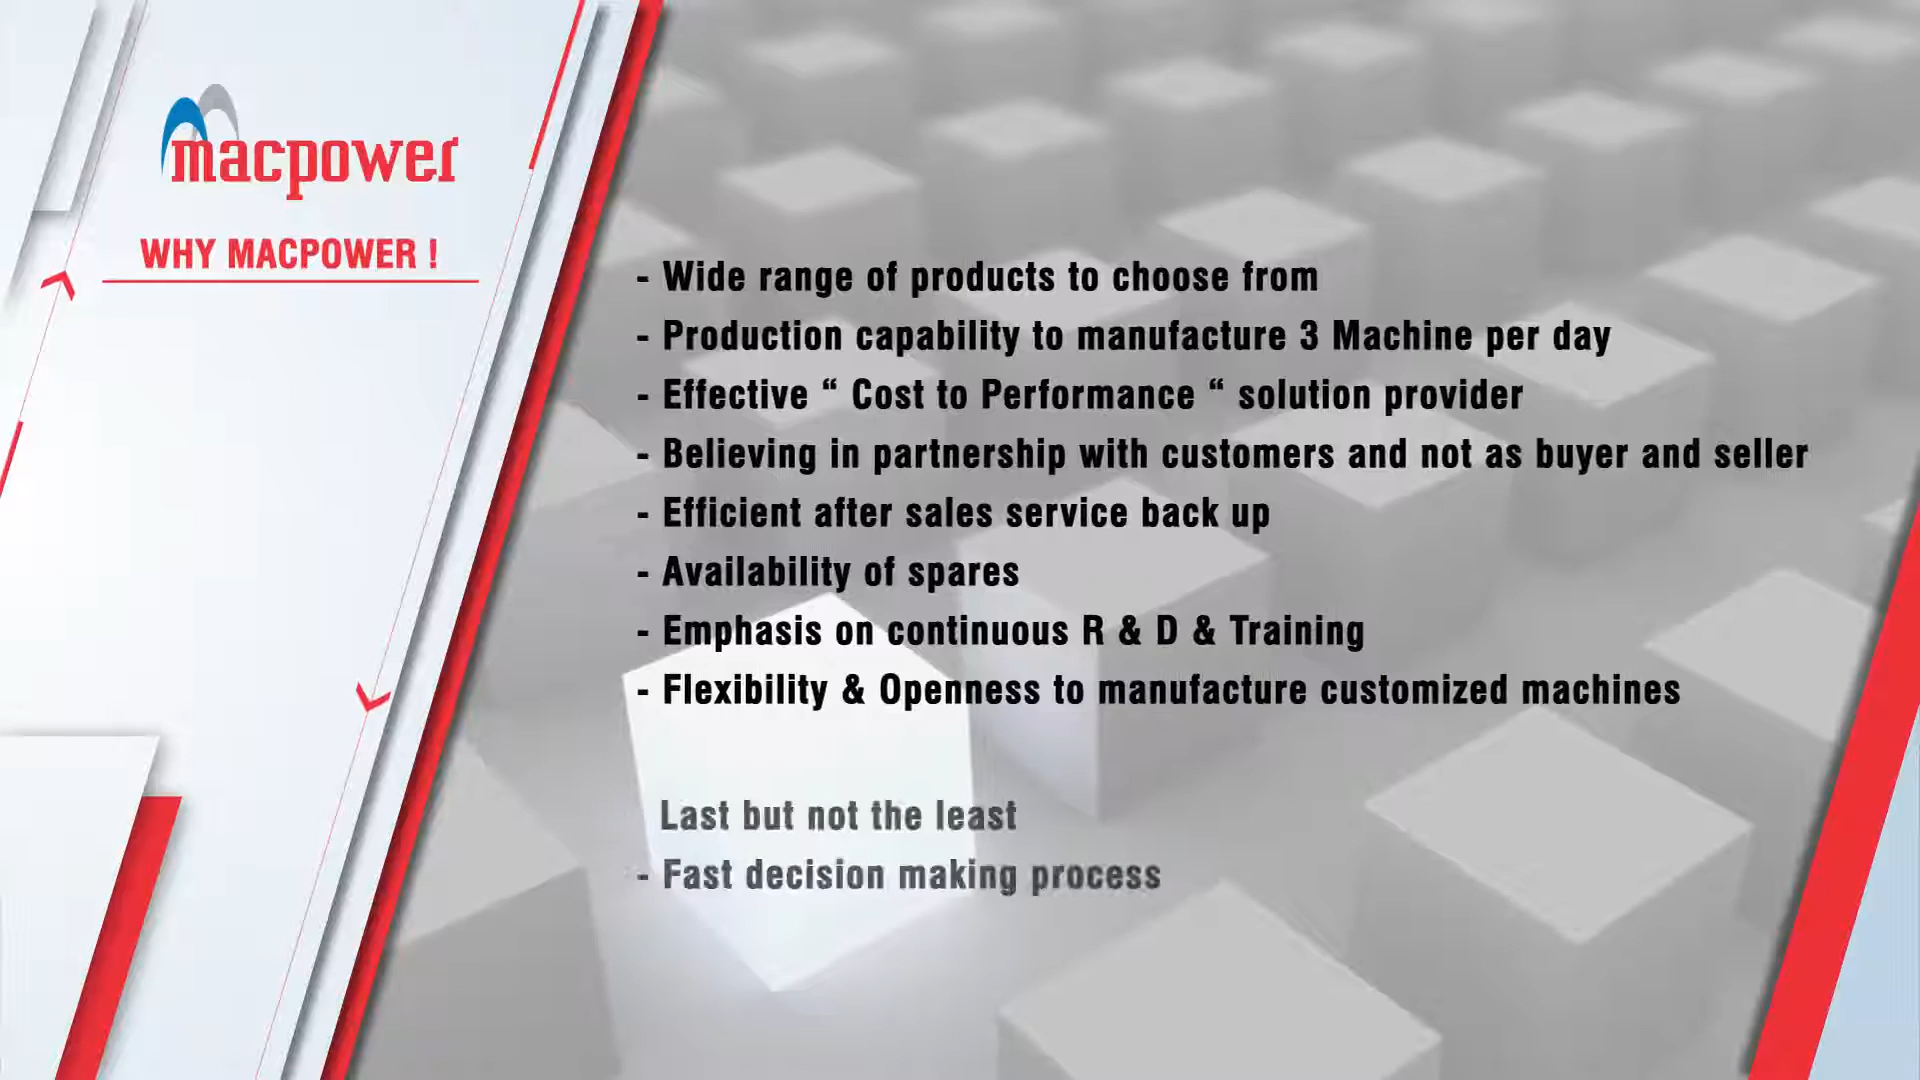 macpower
WHY MACPOWER !
- Wide range of products to choose from
- Production capability to manufacture 3 Machine per day
- Effective “ Cost to Performance “ solution provider
- Believing in partnership with customers and not as buyer and seller
- Efficient after sales service back up
- Availability of spares
- Emphasis on continuous R & D & Training
- Flexibility & Openness to manufacture customized machines
Last but not the least
- Fast decision making process